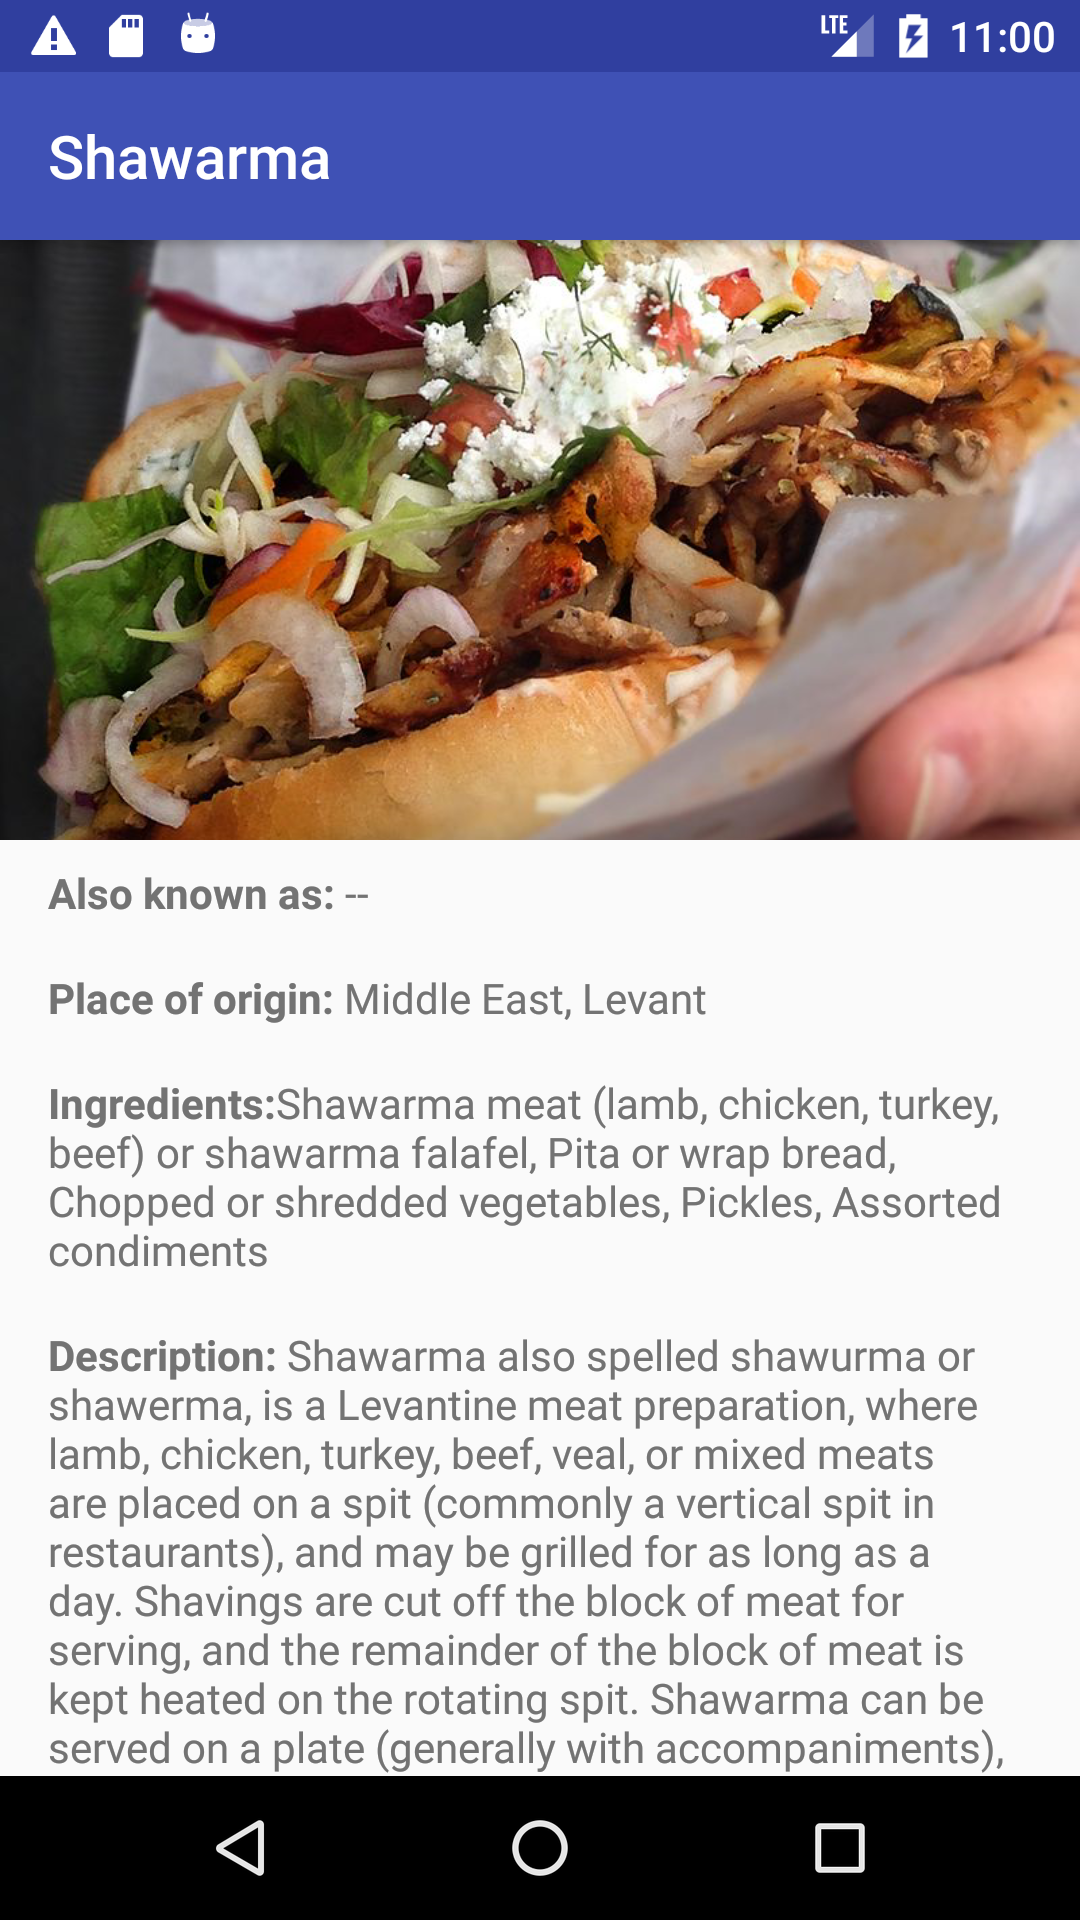 LTE 11:00
Shawarma
Also known as: --
Place of origin: Middle East, Levant
Ingredients:Shawarma meat (lamb, chicken, turkey,
beef) or shawarma falafel, Pita or wrap bread,
Chopped or shredded vegetables, Pickles, Assorted
condiments
Description: Shawarma also spelled shawurma or
shawerma, is a Levantine meat preparation, where
lamb, chicken, turkey, beef, veal, or mixed meats
are placed on a spit (commonly a vertical spit in
restaurants), and may be grilled for as long as a
day. Shavings are cut off the block of meat for
serving, and the remainder of the block of meat is
kept heated on the rotating spit. Shawarma can be
served on a plate (generally with accompaniments),